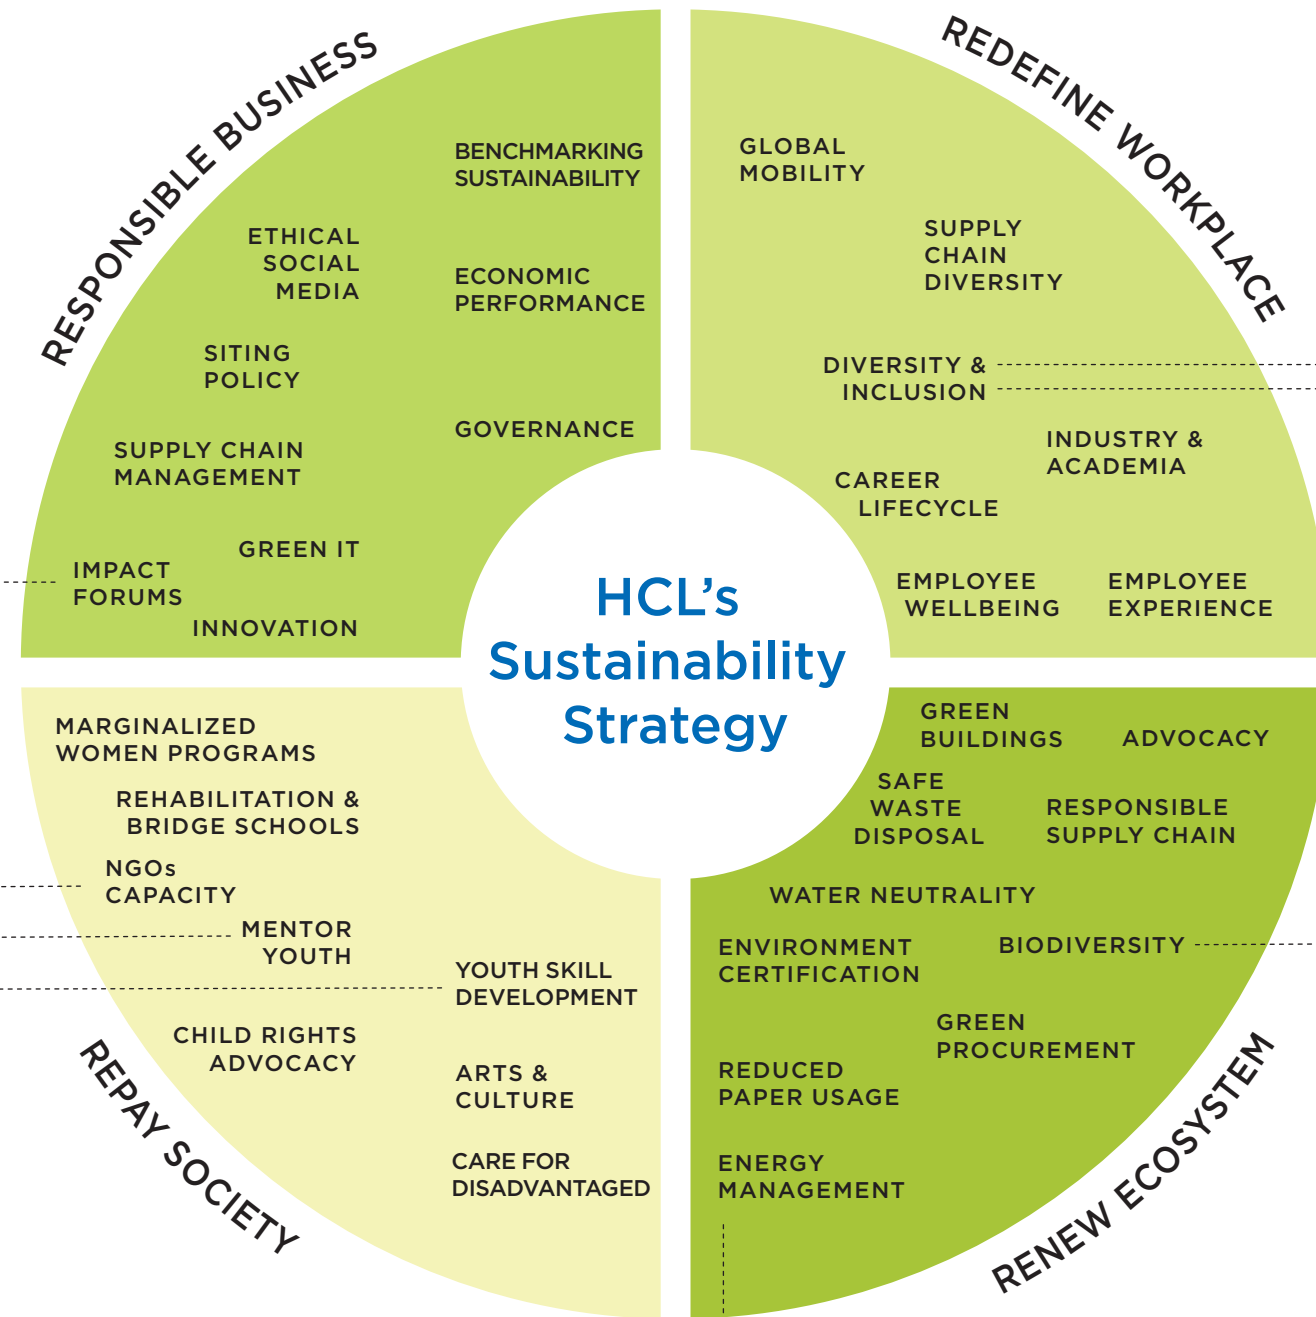 RESPONSIBLE BUSINESS
BENCHMARKING
SUSTAINABILITY
ETHICAL
SOCIAL
MEDIA
ECONOMIC
PERFORMANCE
SITING
POLICY
GOVERNANCE
SUPPLY CHAIN
MANAGEMENT
GREEN IT
IMPACT
FORUMS
INNOVATION
REDEFINE WORKPLACE
GLOBAL
MOBILITY
SUPPLY
CHAIN
DIVERSITY
DIVERSITY &
INCLUSION
INDUSTRY &
ACADEMIA
CAREER
LIFECYCLE
EMPLOYEE
WELLBEING
EMPLOYEE
EXPERIENCE
HCL’s
Sustainability
Strategy
MARGINALIZED
WOMEN PROGRAMS
REHABILITATION &
BRIDGE SCHOOLS
NGOs
CAPACITY
MENTOR
YOUTH
YOUTH SKILL
DEVELOPMENT
CHILD RIGHTS
ADVOCACY
ARTS &
CULTURE
CARE FOR
DISADVANTAGED
REPAY SOCIETY
GREEN
BUILDINGS
ADVOCACY
SAFE
WASTE
DISPOSAL
RESPONSIBLE
SUPPLY CHAIN
WATER NEUTRALITY
ENVIRONMENT
CERTIFICATION
BIODIVERSITY
GREEN
PROCUREMENT
REDUCED
PAPER USAGE
ENERGY
MANAGEMENT
RENEW ECOSYSTEM